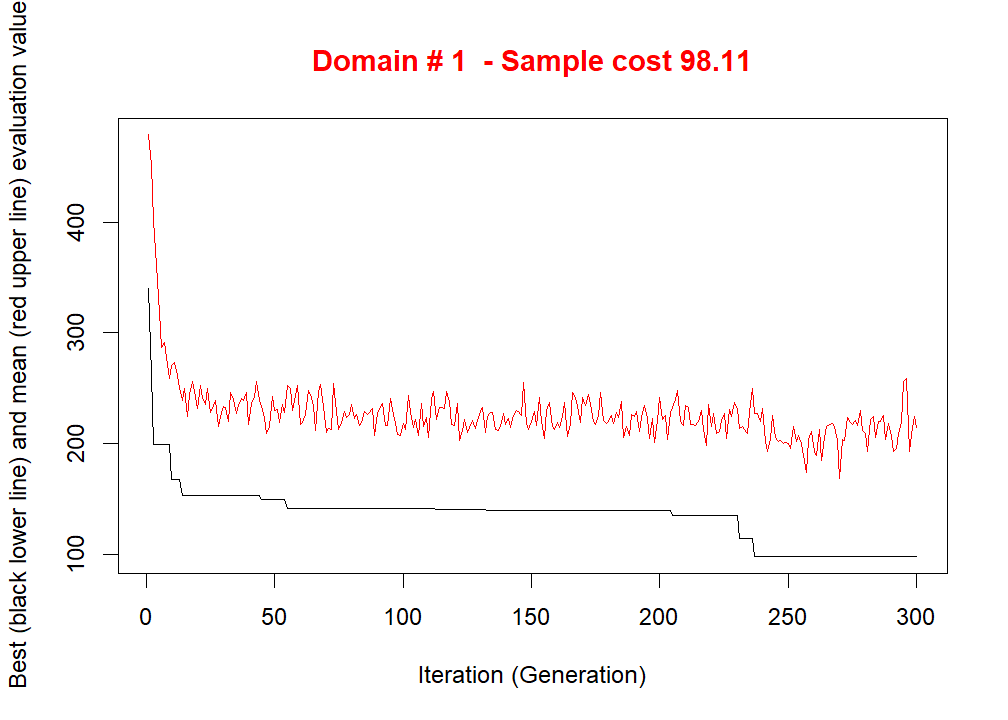 Domain # 1  - Sample cost 98.11
Best (black lower line) and mean (red upper line) evaluation value
400
300
200
100
0 50 100 150 200 250 300
Iteration (Generation)